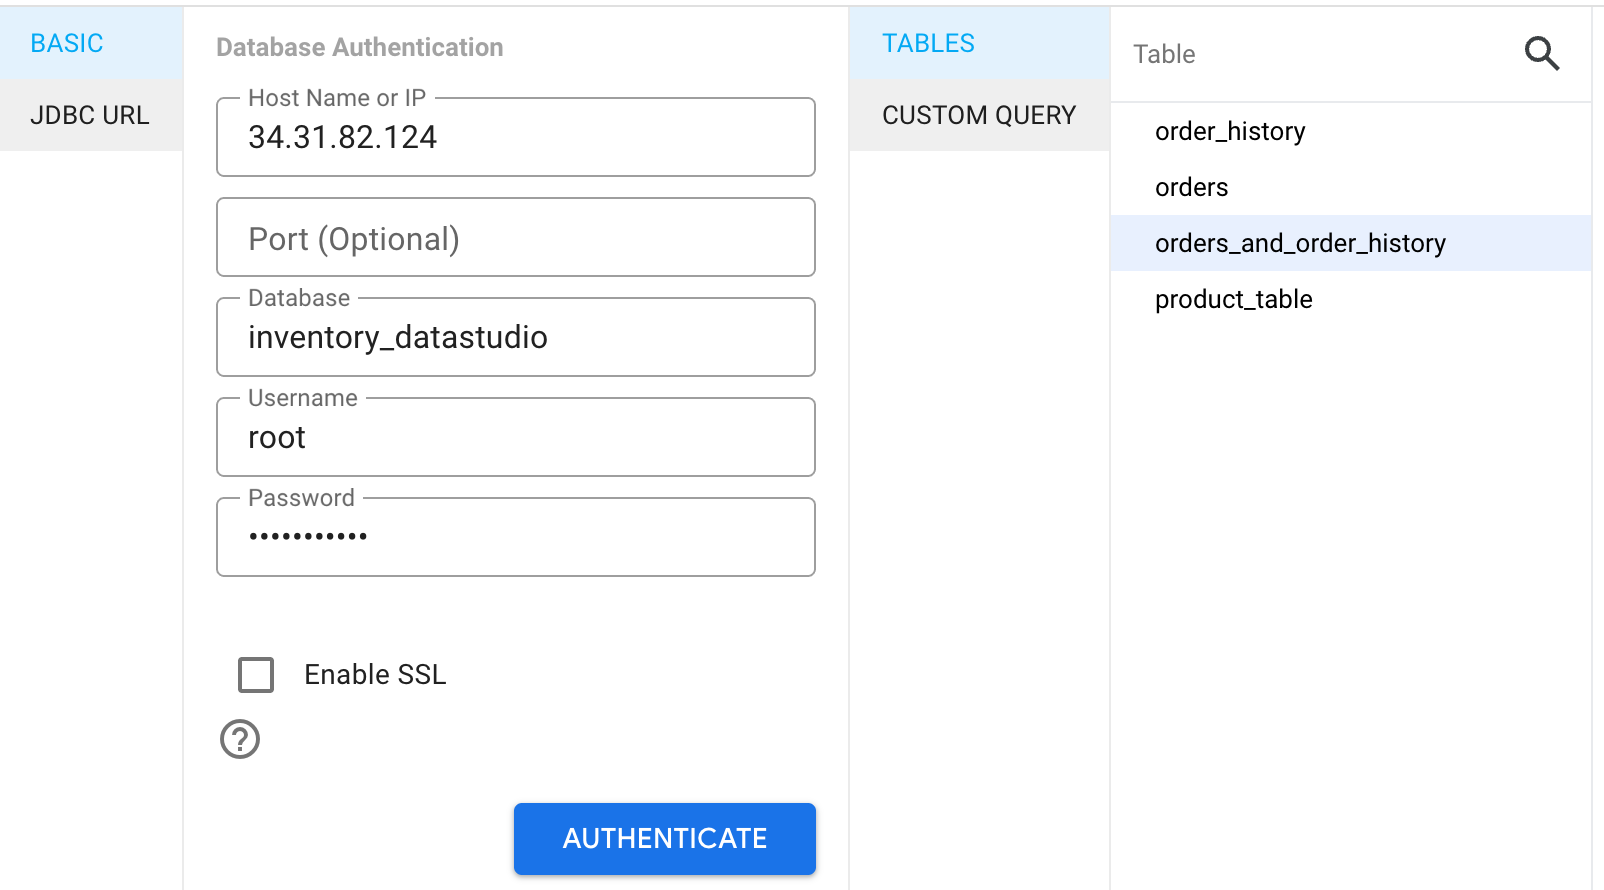 BASIC
JDBC URL
Database Authentication
Host Name or IP
34.31.82.124
Port (Optional)
Database
inventory_datastudio
Username
root
Password
•••••••••••
Enable SSL
?
AUTHENTICATE
TABLES
CUSTOM QUERY
Table
order_history
orders
orders_and_order_history
product_table